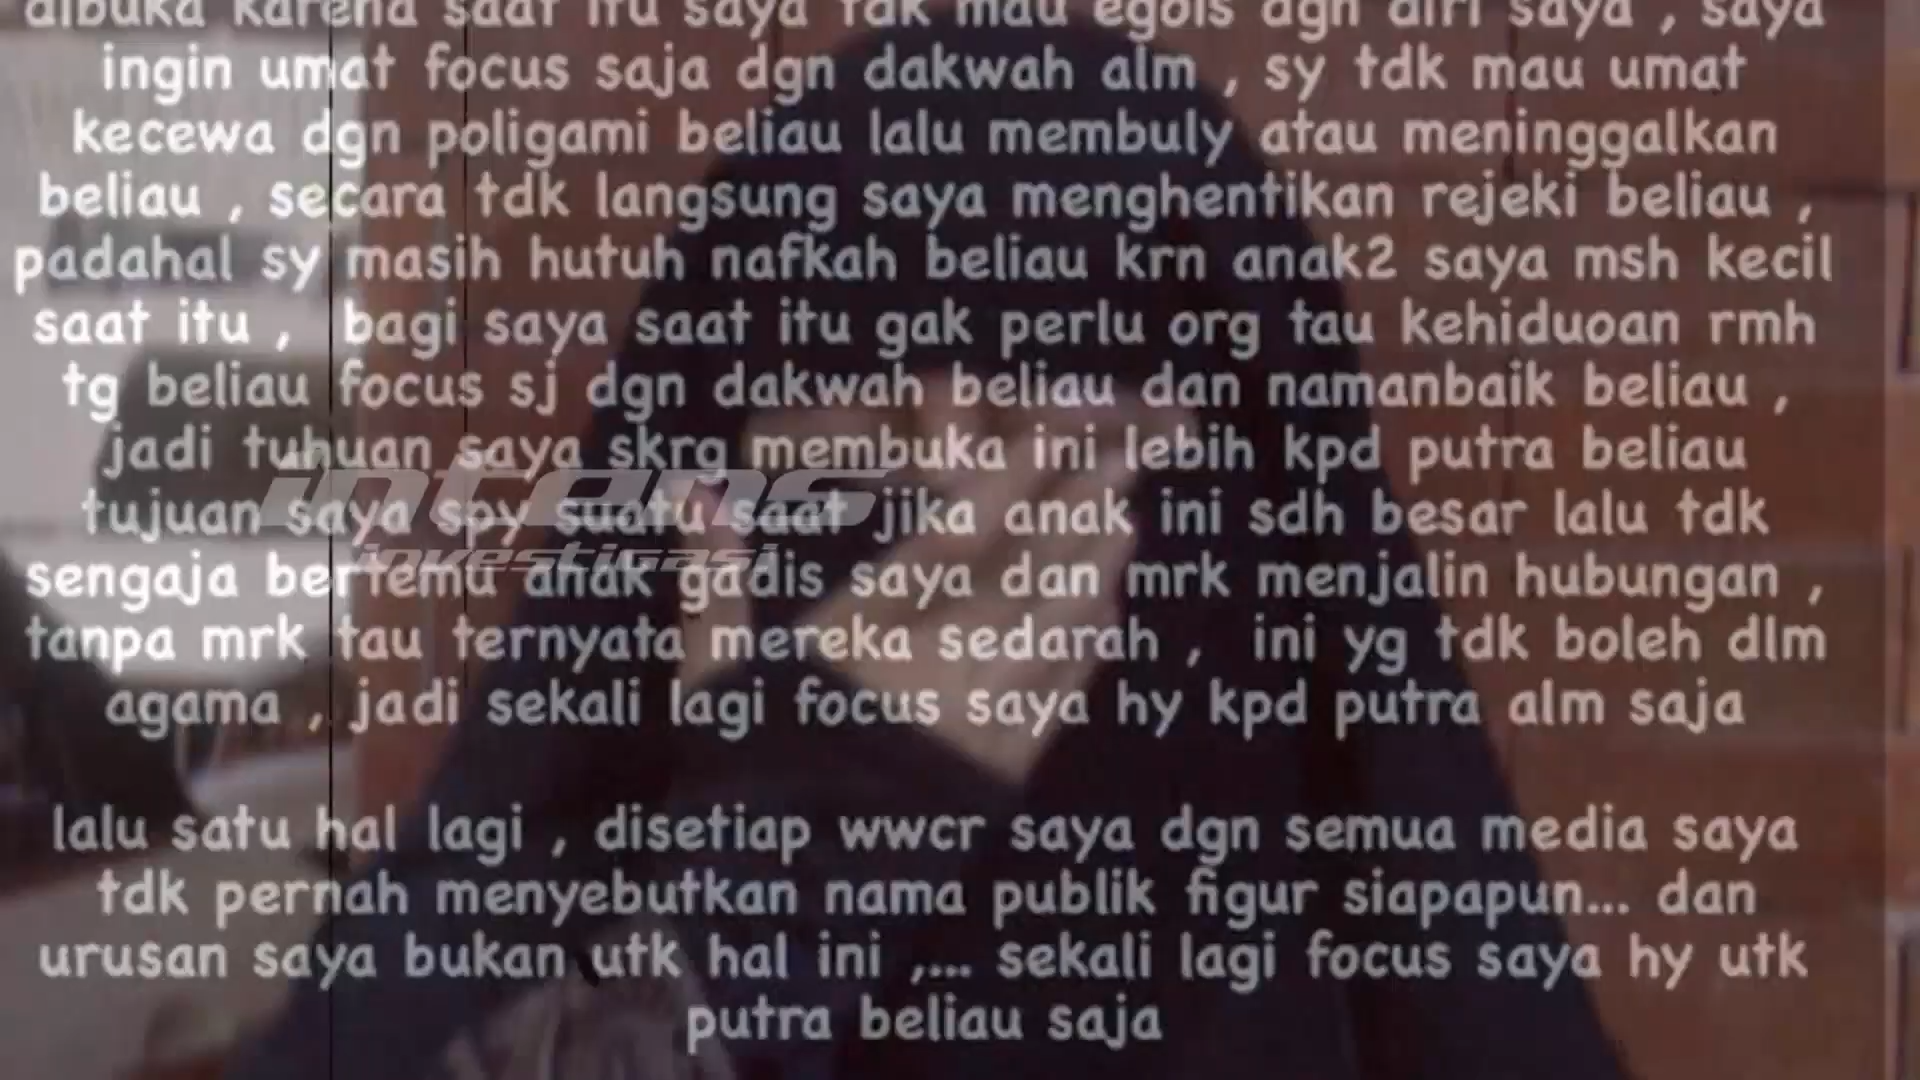 dibuka karena saat itu saya tdk mau egois dgn diri saya , saya
ingin umat focus saja dgn dakwah alm , sy tdk mau umat
kecewa dgn poligami beliau lalu membuly atau meninggalkan
beliau , secara tdk langsung saya menghentikan rejeki beliau ,
padahal sy masih hutuh nafkah beliau krn anak2 saya msh kecil
saat itu , bagi saya saat itu gak perlu org tau kehiduoan rmh
tg beliau focus sj dgn dakwah beliau dan namanbaik beliau ,
jadi tuhuan saya skrg membuka ini lebih kpd putra beliau
tujuan saya spy suatu saat jika anak ini sdh besar lalu tdk
sengaja bertemu anak gadis saya dan mrk menjalin hubungan ,
tanpa mrk tau ternyata mereka sedarah , ini yg tdk boleh dlm
agama , jadi sekali lagi focus saya hy kpd putra alm saja
lalu satu hal lagi , disetiap wwcr saya dgn semua media saya
tdk pernah menyebutkan nama publik figur siapapun... dan
urusan saya bukan utk hal ini ,... sekali lagi focus saya hy utk
putra beliau saja
intens
investigasi